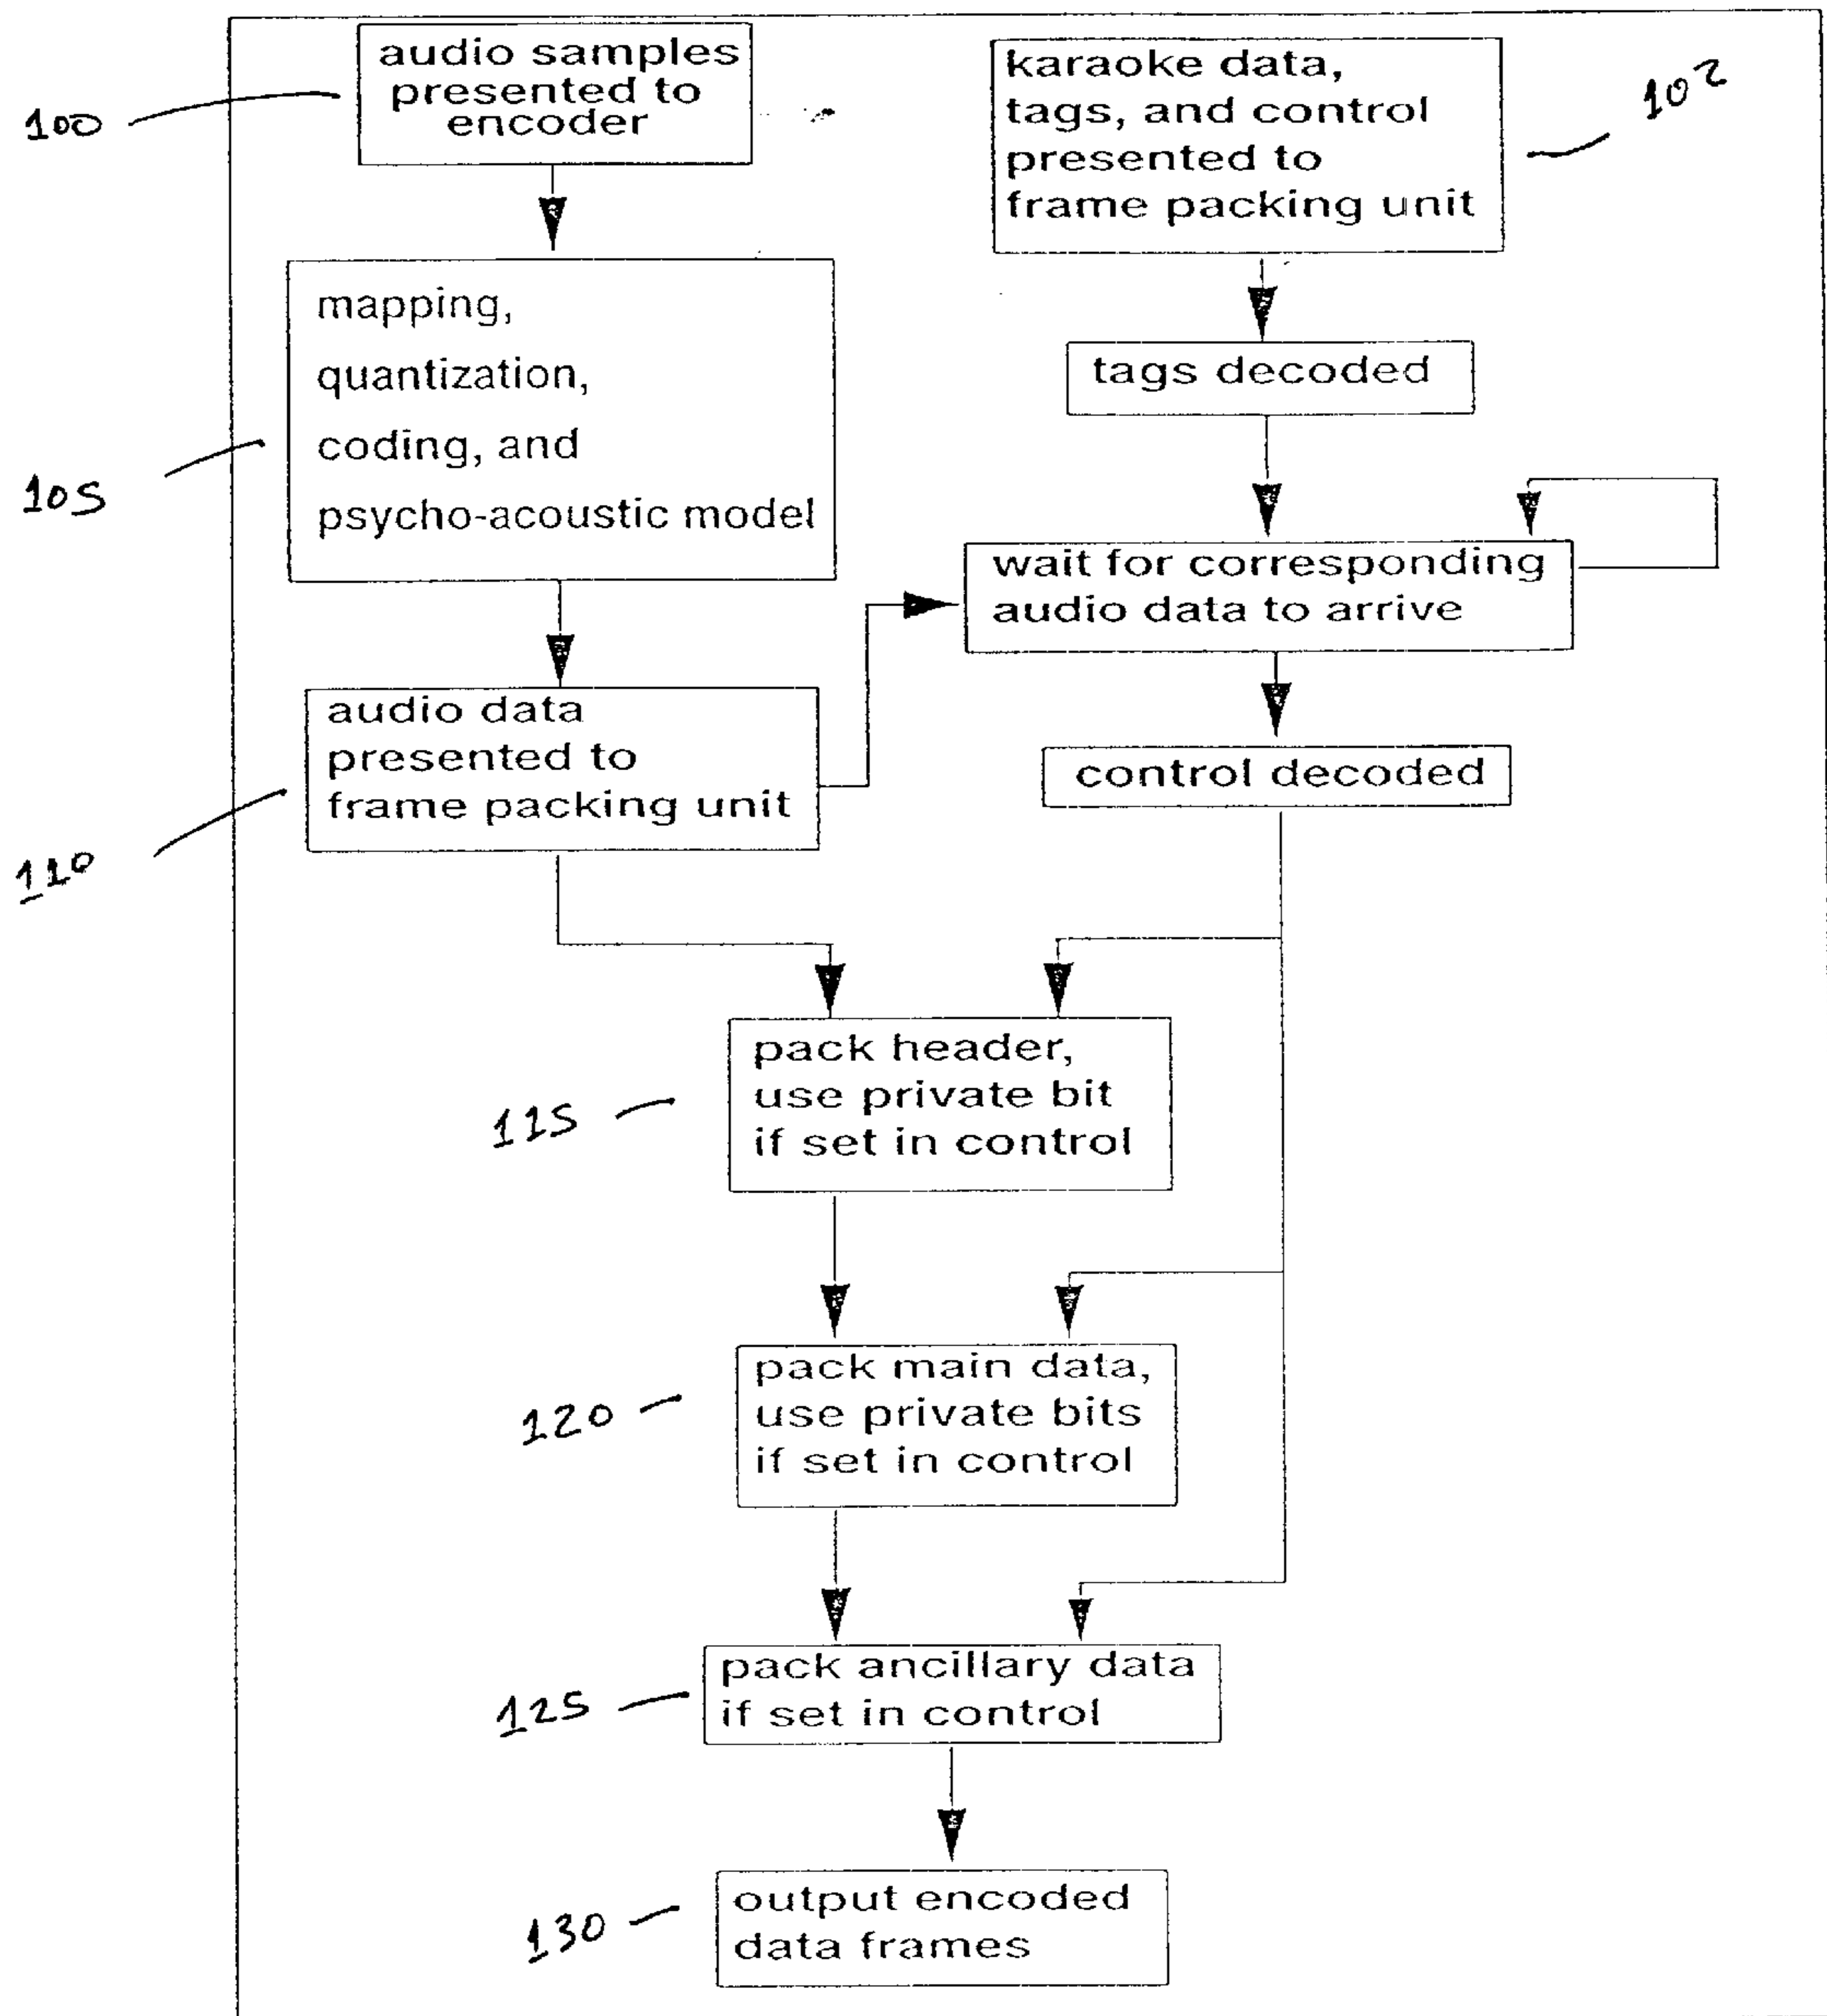 100
audio samples
presented to
encoder
karaoke data,
tags, and control
presented to
frame packing unit
102
105
mapping,
quantization,
coding, and
psycho-acoustic model
tags decoded
wait for corresponding
audio data to arrive
110
audio data
presented to
frame packing unit
control decoded
115
pack header,
use private bit
if set in control
120
pack main data,
use private bits
if set in control
125
pack ancillary data
if set in control
130
output encoded
data frames